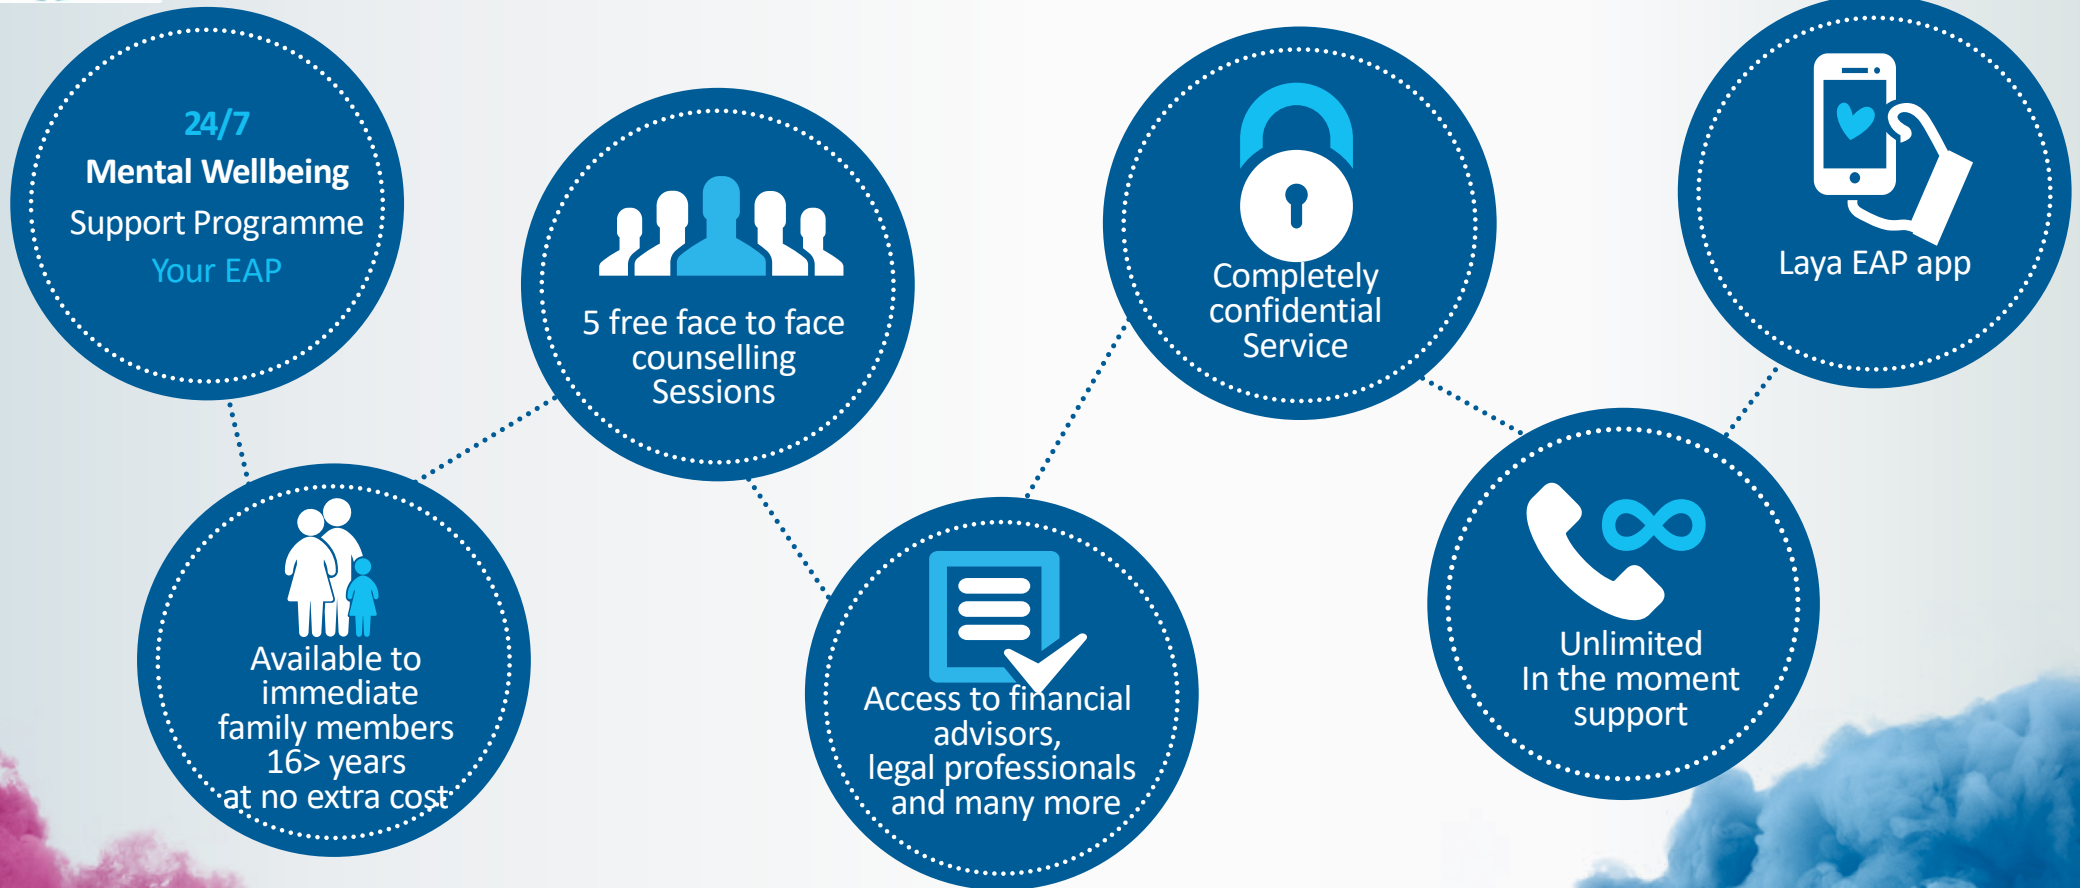 24/7
Mental Wellbeing
Support Programme
Your EAP
Available to
immediate
family members
16> years
at no extra cost
5 free face to face
counselling
Sessions
Access to financial
advisors,
legal professionals
and many more
Completely
confidential
Service
Unlimited
In the moment
support
Laya EAP app